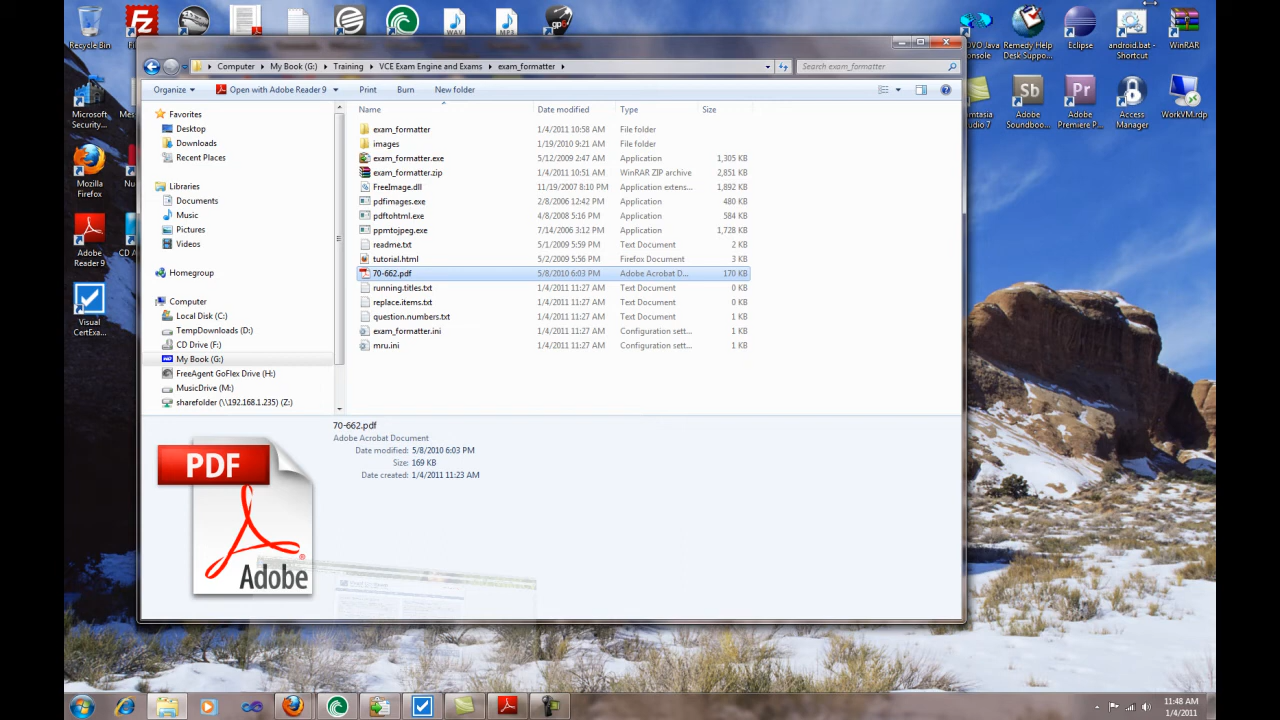 Recycle Bin
WAV
MP3
gp5
Remedy Help Desk Suppo...
Eclipse
android.bat - Shortcut
WinRAR
Computer ▸ My Book (G:) ▸ Training ▸ VCE Exam Engine and Exams ▸ exam_formatter ▸
Search exam_formatter
Organize ▾ Open with Adobe Reader 9 ▾ Print Burn New folder
Name Date modified Type Size
Favorites
Desktop
Downloads
Recent Places
Libraries
Documents
Music
Pictures
Videos
Homegroup
Computer
Local Disk (C:)
TempDownloads (D:)
CD Drive (F:)
My Book (G:)
FreeAgent GoFlex Drive (H:)
MusicDrive (M:)
sharefolder (\\192.168.1.235) (Z:)
exam_formatter 1/4/2011 10:58 AM File folder
images 1/19/2010 9:21 AM File folder
exam_formatter.exe 5/12/2009 2:47 AM Application 1,305 KB
exam_formatter.zip 1/4/2011 10:51 AM WinRAR ZIP archive 2,851 KB
FreeImage.dll 11/19/2007 8:10 PM Application extens... 1,892 KB
pdfimages.exe 2/8/2006 12:42 PM Application 480 KB
pdftohtml.exe 4/8/2008 5:16 PM Application 584 KB
ppmtojpeg.exe 7/14/2006 3:12 PM Application 1,728 KB
readme.txt 5/1/2009 5:59 PM Text Document 2 KB
tutorial.html 5/2/2009 5:56 PM Firefox Document 3 KB
70-662.pdf 5/8/2010 6:03 PM Adobe Acrobat D... 170 KB
running.titles.txt 1/4/2011 11:27 AM Text Document 0 KB
replace.items.txt 1/4/2011 11:27 AM Text Document 0 KB
question.numbers.txt 1/4/2011 11:27 AM Text Document 1 KB
exam_formatter.ini 1/4/2011 11:27 AM Configuration sett... 1 KB
mru.ini 1/4/2011 11:27 AM Configuration sett... 1 KB
Microsoft Security...
Mozilla Firefox
Adobe Reader 9
CD A
Visual CertExa...
Sb
Adobe Soundboo...
Pr
Adobe Premiere P...
Access Manager
WorkVM.rdp
PDF
Adobe
70-662.pdf
Adobe Acrobat Document
Date modified: 5/8/2010 6:03 PM
Size: 169 KB
Date created: 1/4/2011 11:23 AM
11:48 AM
1/4/2011